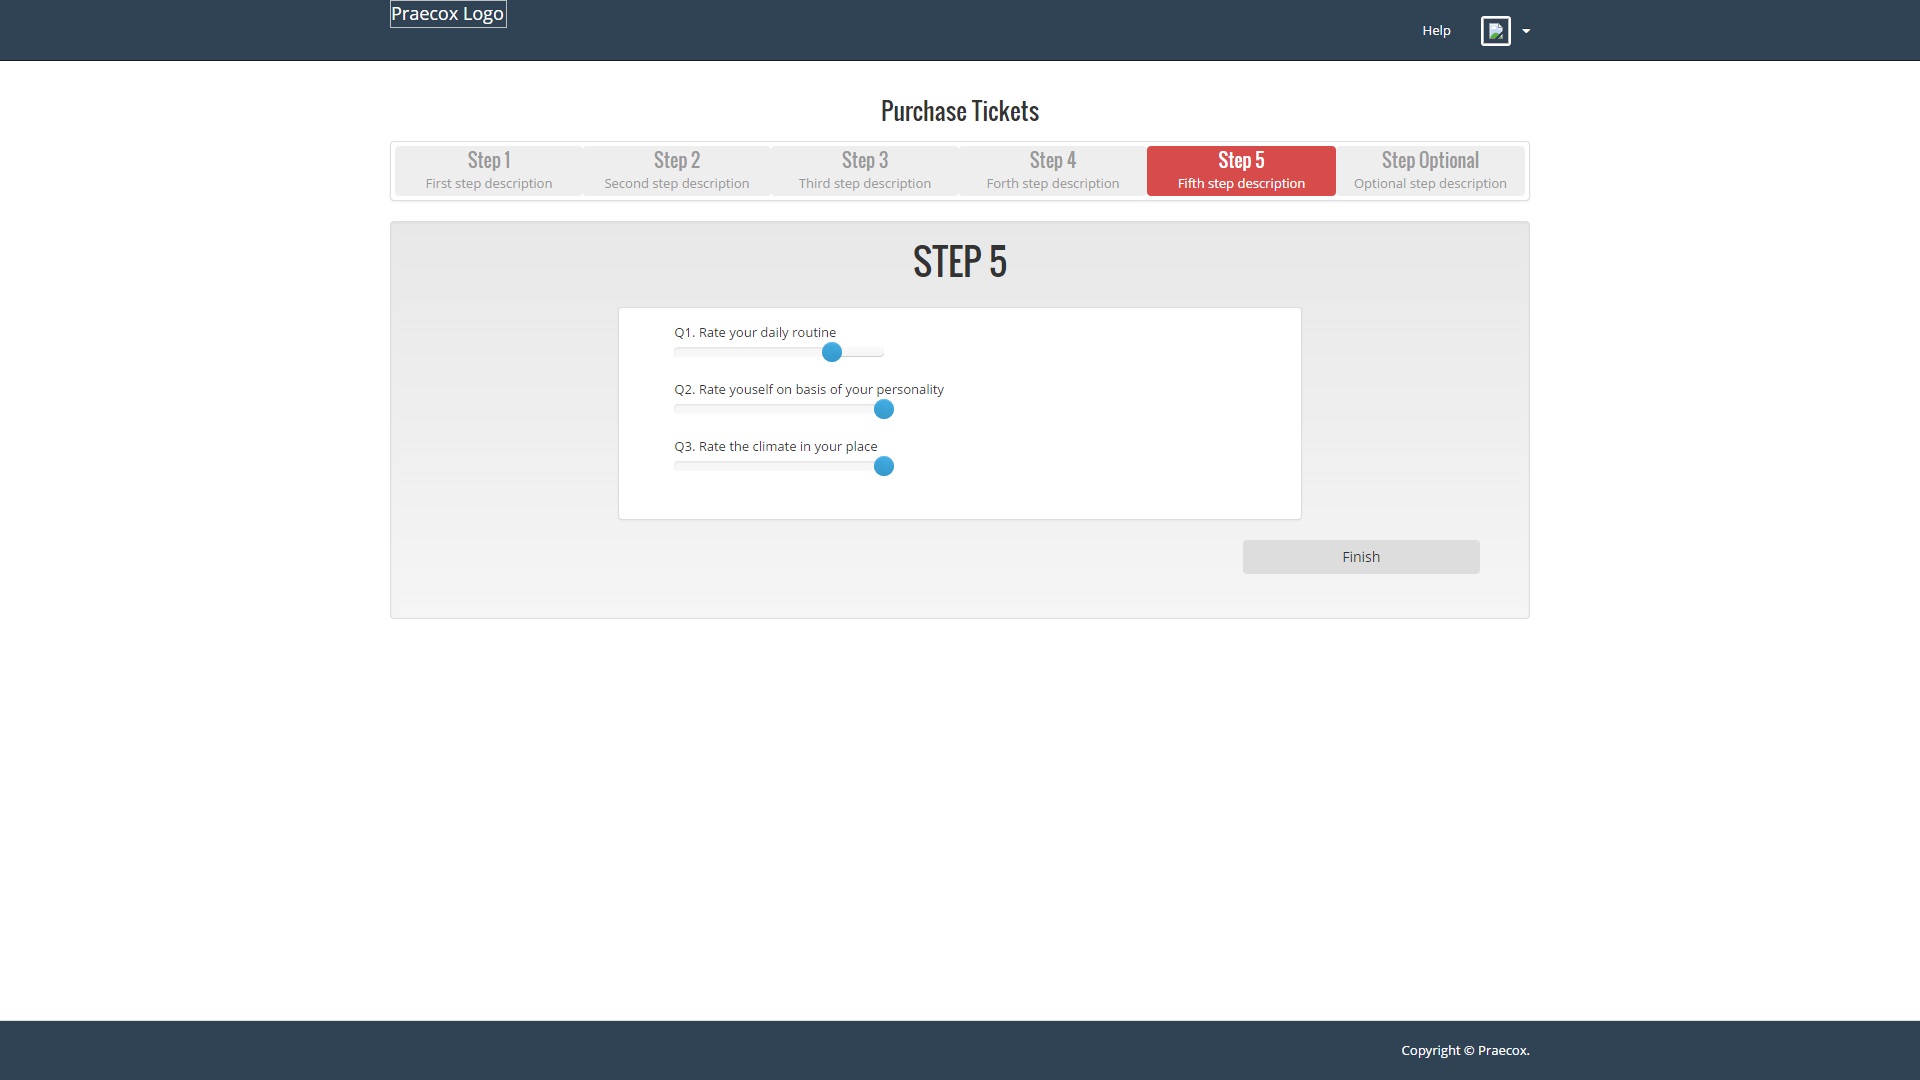 Praecox Logo
Help
Purchase Tickets
Step 1
First step description
Step 2
Second step description
Step 3
Third step description
Step 4
Forth step description
Step 5
Fifth step description
Step Optional
Optional step description
STEP 5
Q1. Rate your daily routine
Q2. Rate youself on basis of your personality
Q3. Rate the climate in your place
Finish
Copyright © Praecox.